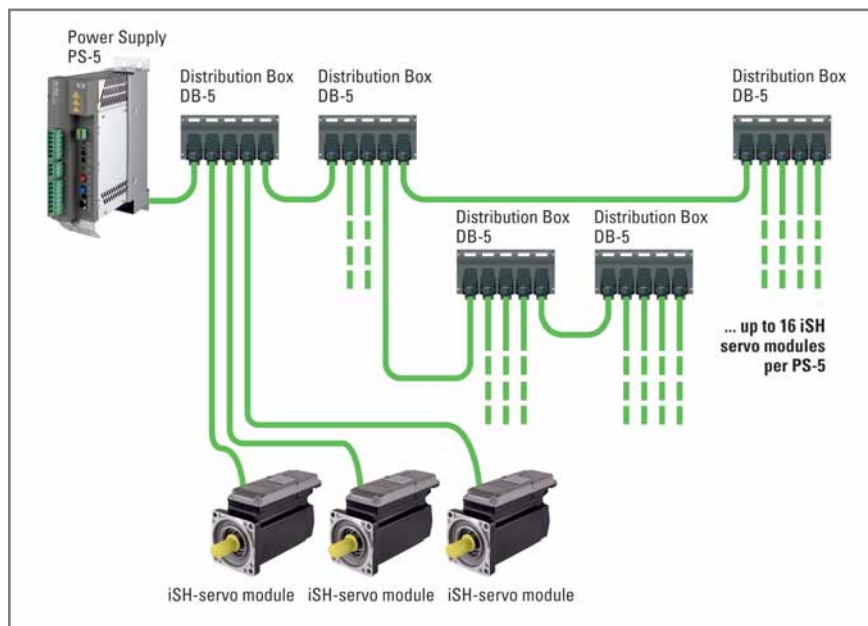 Power Supply
PS-5
Distribution Box
DB-5
Distribution Box
DB-5
Distribution Box
DB-5
Distribution Box
DB-5
Distribution Box
DB-5
... up to 16 iSH
servo modules
per PS-5
iSH-servo module
iSH-servo module
iSH-servo module